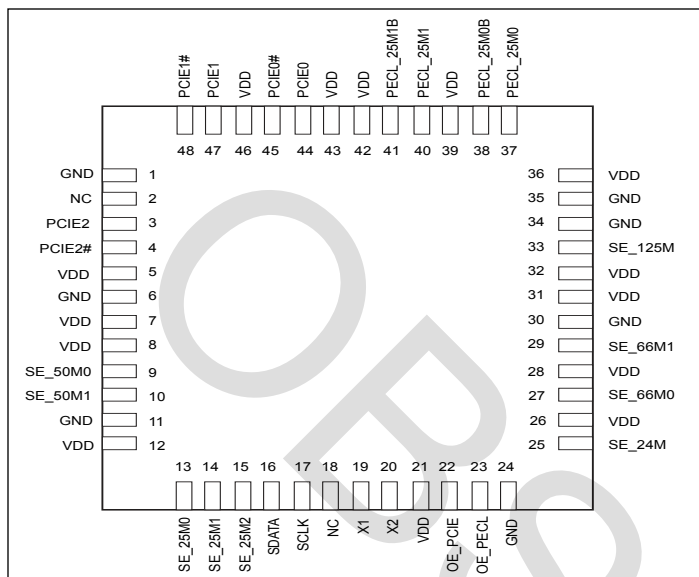 PCIE1#
PCIE1
VDD
PCIE0#
PCIE0
VDD
VDD
PECL_25M1B
PECL_25M1
VDD
PECL_25M0B
PECL_25M0
48 47 46 45 44 43 42 41 40 39 38 37
GND 1
NC 2
PCIE2 3
PCIE2# 4
VDD 5
GND 6
VDD 7
VDD 8
SE_50M0 9
SE_50M1 10
GND 11
VDD 12
36 VDD
35 GND
34 GND
33 SE_125M
32 VDD
31 VDD
30 GND
29 SE_66M1
28 VDD
27 SE_66M0
26 VDD
25 SE_24M
13 14 15 16 17 18 19 20 21 22 23 24
SE_25M0
SE_25M1
SE_25M2
SDATA
SCLK
NC
X1
X2
VDD
OE_PCIE
OE_PECL
GND